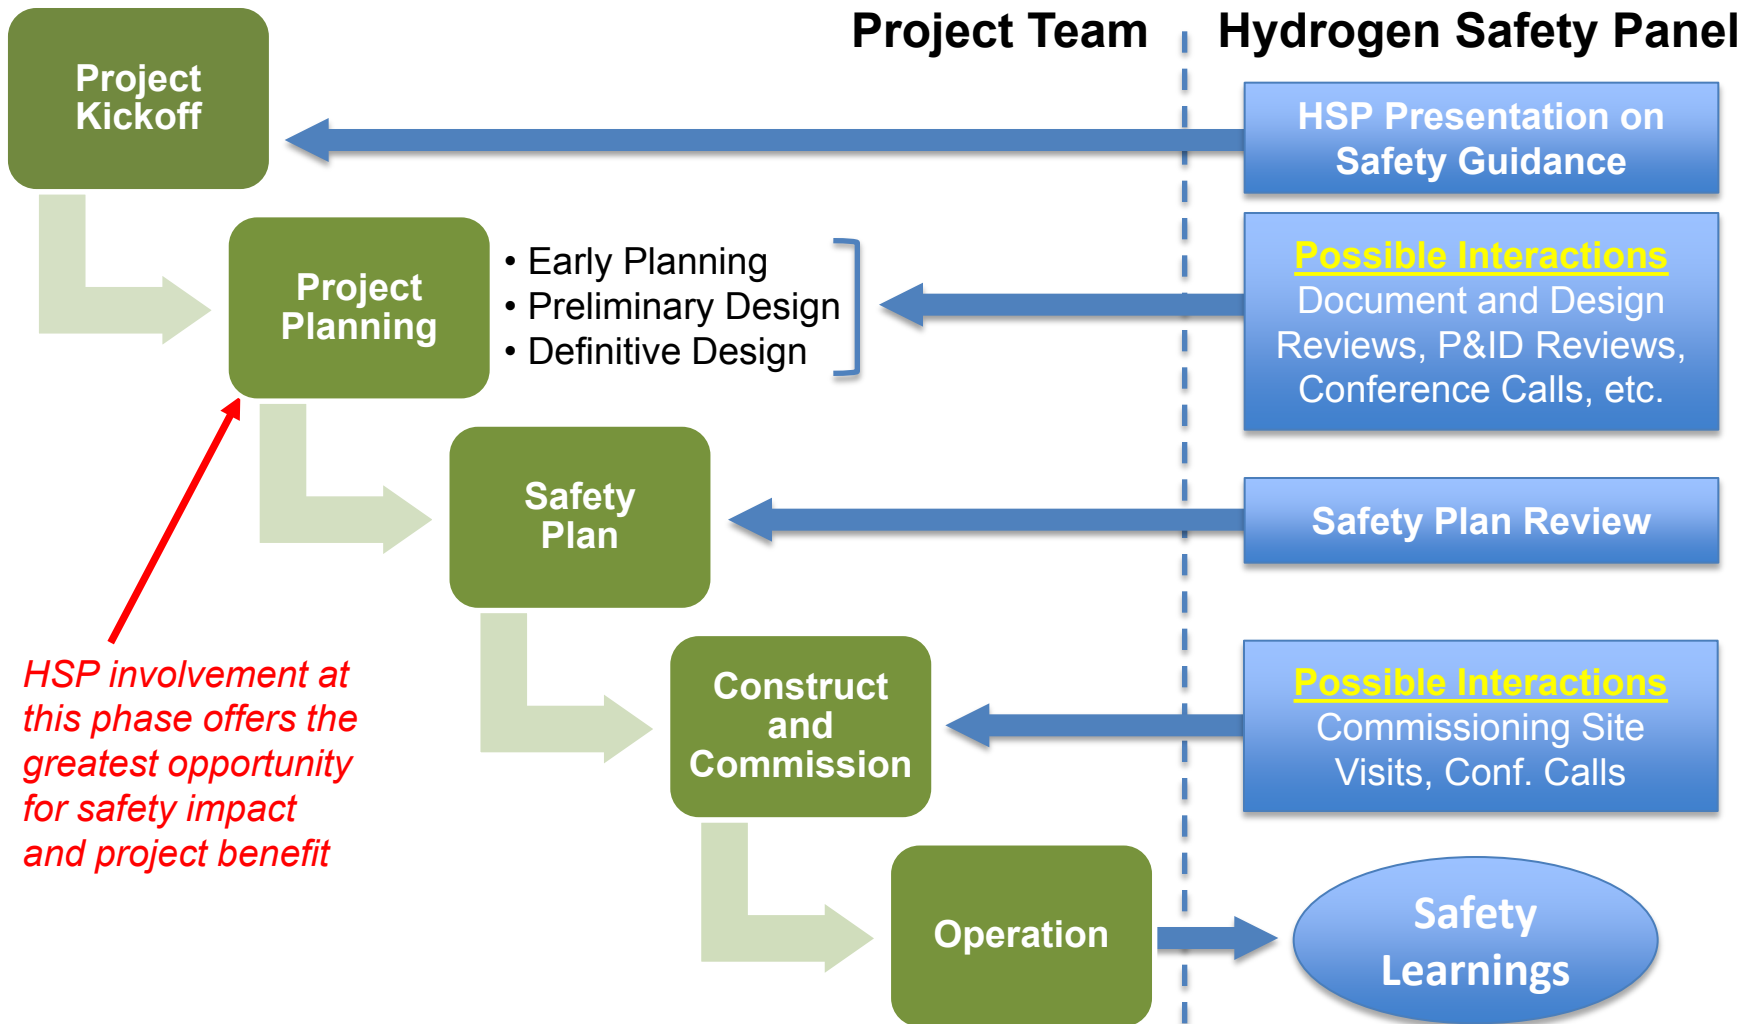 Project Team
Hydrogen Safety Panel
Project
Kickoff
HSP Presentation on
Safety Guidance
Project
Planning
• Early Planning
• Preliminary Design
• Definitive Design
Possible Interactions
Document and Design
Reviews, P&ID Reviews,
Conference Calls, etc.
Safety
Plan
Safety Plan Review
HSP involvement at
this phase offers the
greatest opportunity
for safety impact
and project benefit
Construct
and
Commission
Possible Interactions
Commissioning Site
Visits, Conf. Calls
Operation
Safety
Learnings